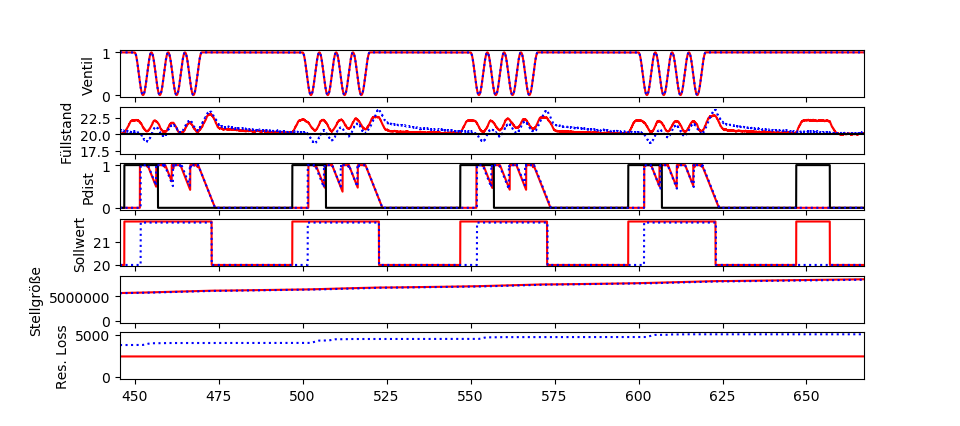 Ventil
1
0
Füllstand
22.5
20.0
17.5
Pdist
1
0
Sollwert
21
20
Stellgröße
5000000
0
Res. Loss
5000
0
450 475 500 525 550 575 600 625 650